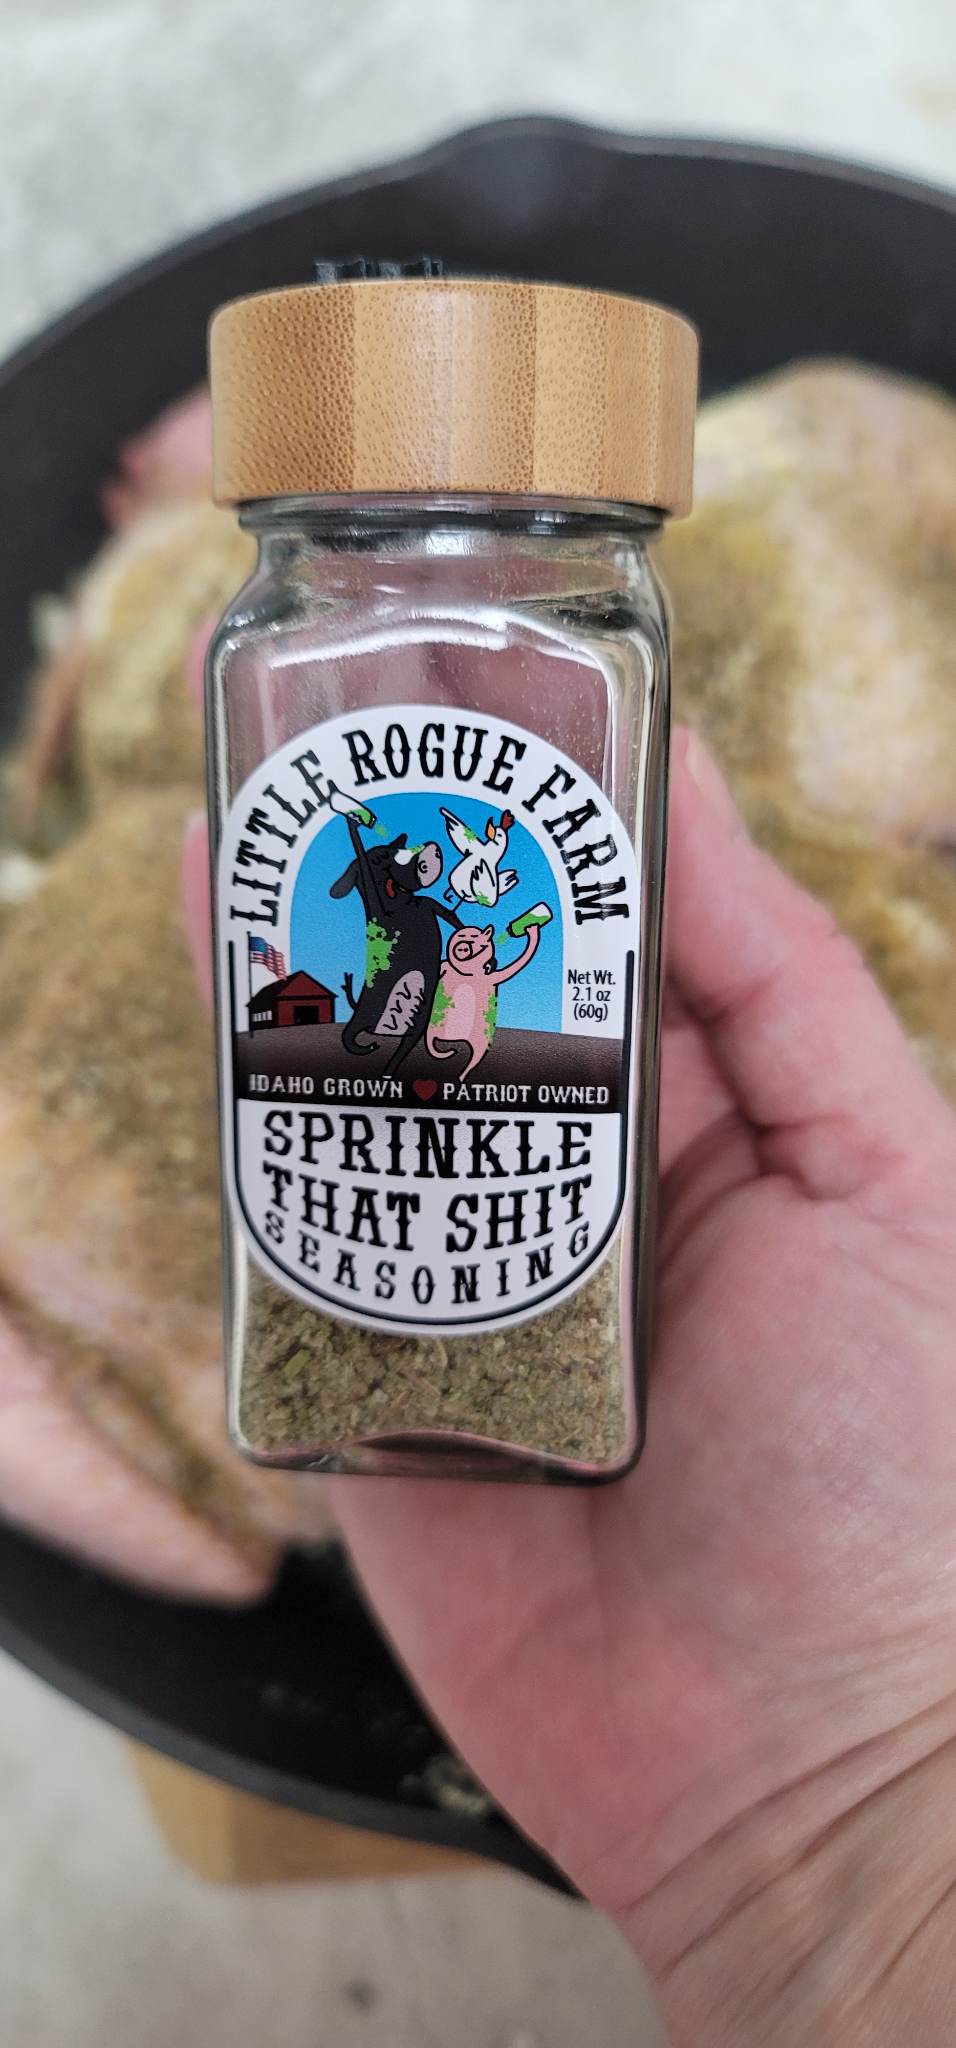 LITTLE ROGUE FARM
Net Wt.
2.1 oz
(60g)
IDAHO GROWN ❤ PATRIOT OWNED
SPRINKLE
THAT SHIT
SEASONING